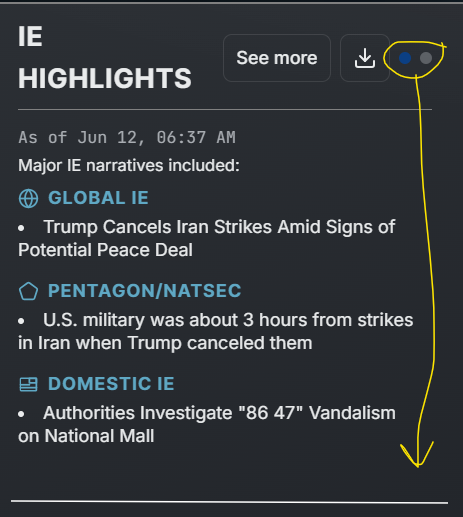 IE
HIGHLIGHTS
See more
As of Jun 12, 06:37 AM
Major IE narratives included:
GLOBAL IE
• Trump Cancels Iran Strikes Amid Signs of
Potential Peace Deal
PENTAGON/NATSEC
• U.S. military was about 3 hours from strikes
in Iran when Trump canceled them
DOMESTIC IE
• Authorities Investigate "86 47" Vandalism
on National Mall